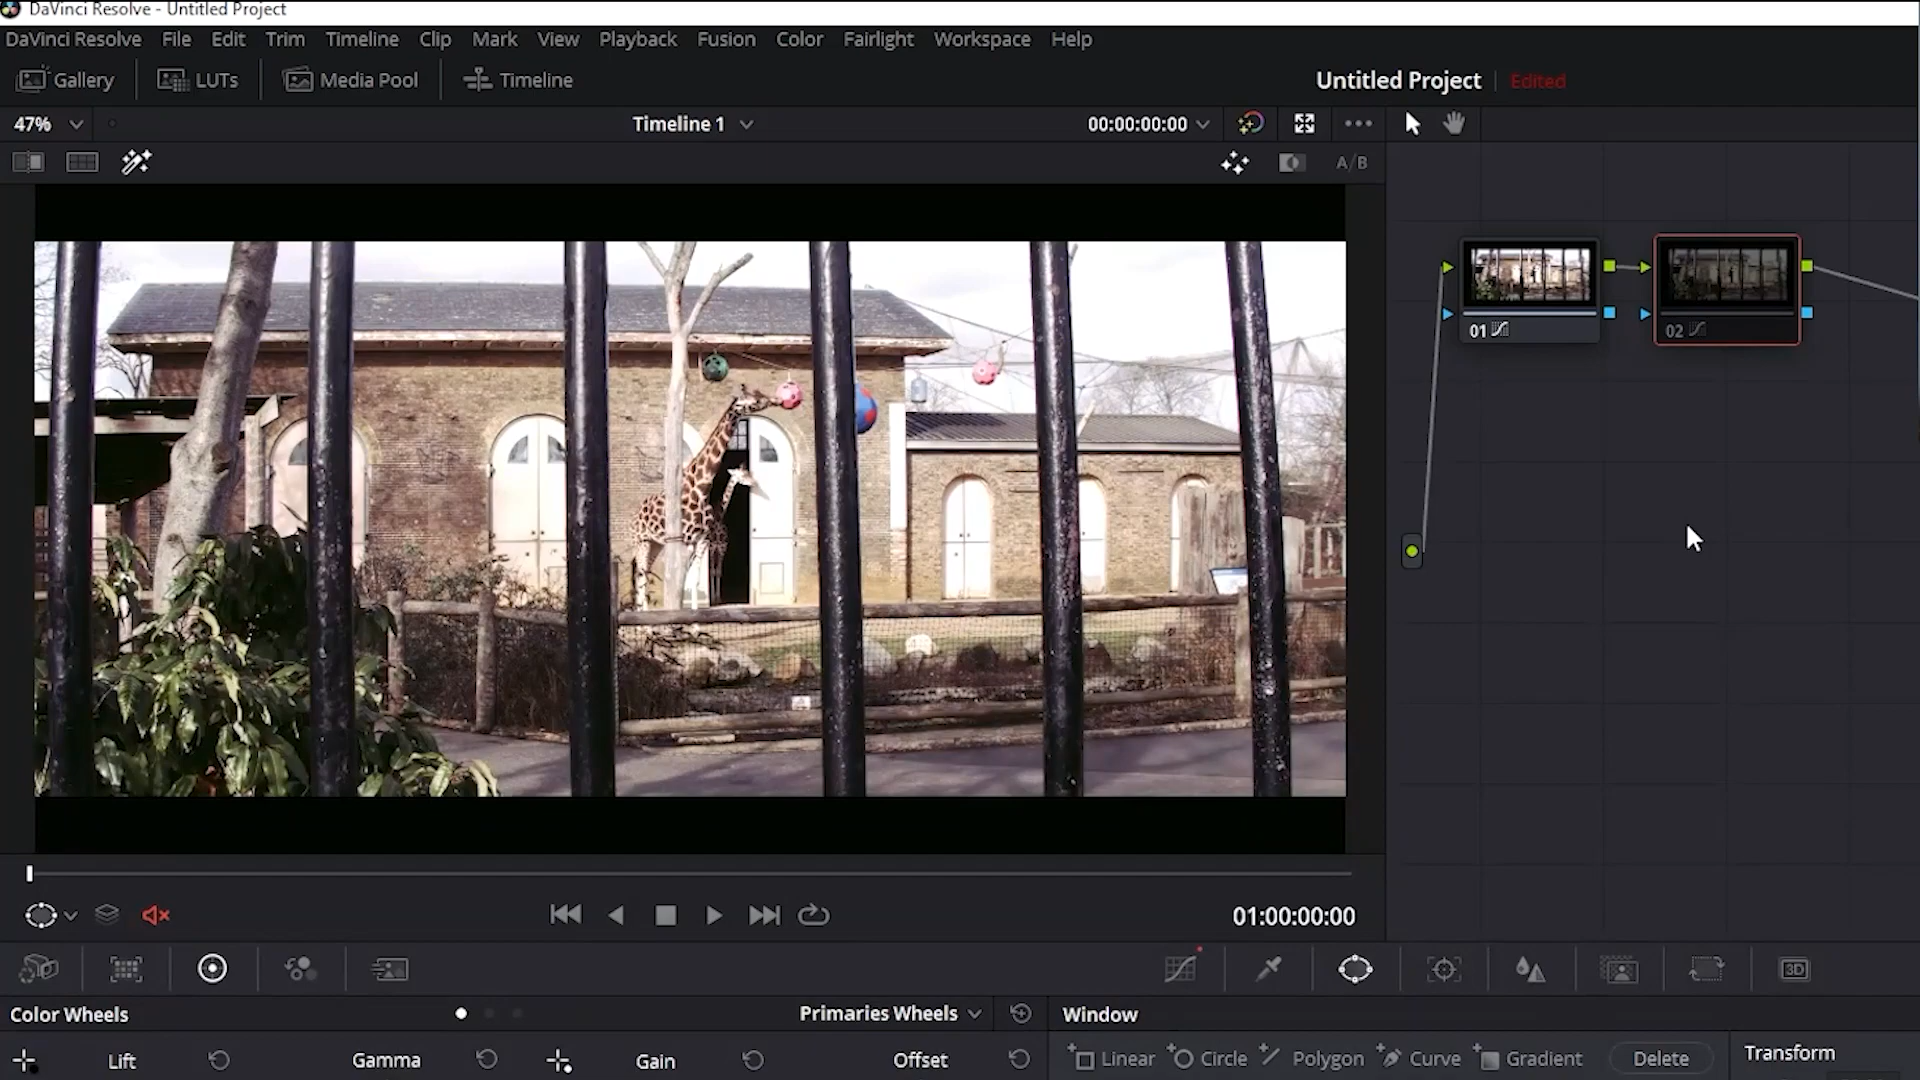 DaVinci Resolve - Untitled Project
DaVinci Resolve File Edit Trim Timeline Clip Mark View Playback Fusion Color Fairlight Workspace Help
Gallery LUTs Media Pool Timeline Untitled Project Edited
47% Timeline 1 00:00:00:00
A/B
01 02
01:00:00:00
3D
Color Wheels Primaries Wheels Window
Lift Gamma Gain Offset Linear Circle Polygon Curve Gradient Delete Transform